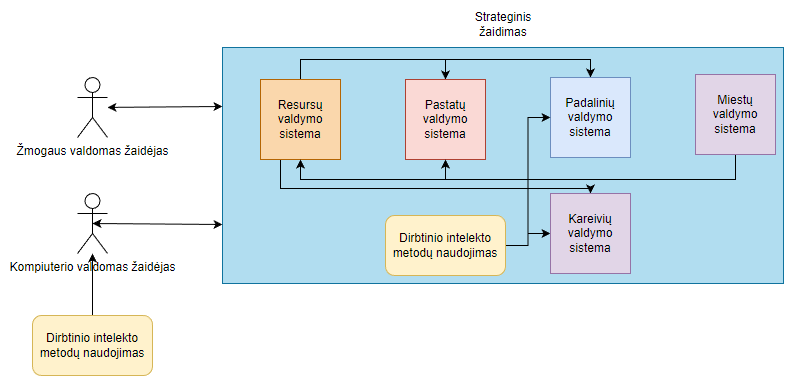 Strateginis
žaidimas
Resursų
valdymo
sistema
Pastatų
valdymo
sistema
Padalinių
valdymo
sistema
Miestų
valdymo
sistema
Žmogaus valdomas žaidėjas
Kareivių
valdymo
sistema
Dirbtinio intelekto
metodų naudojimas
Kompiuterio valdomas žaidėjas
Dirbtinio intelekto
metodų naudojimas